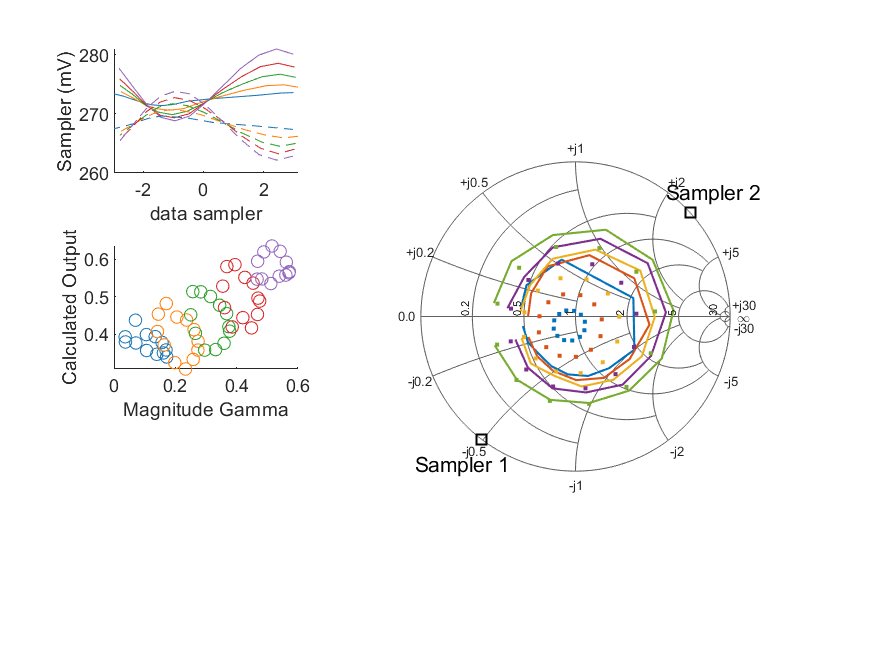 Sampler (mV)
280
270
260
-2
0
2
data sampler
Calculated Output
0.6
0.5
0.4
0
0.2
0.4
0.6
Magnitude Gamma
+j1
+j0.5
+j2
Sampler 2
+j0.2
+j5
0.0
0.2
0.5
1
2
5
30
+j30
∞
-j30
-j0.2
-j5
-j0.5
-j2
Sampler 1
-j1